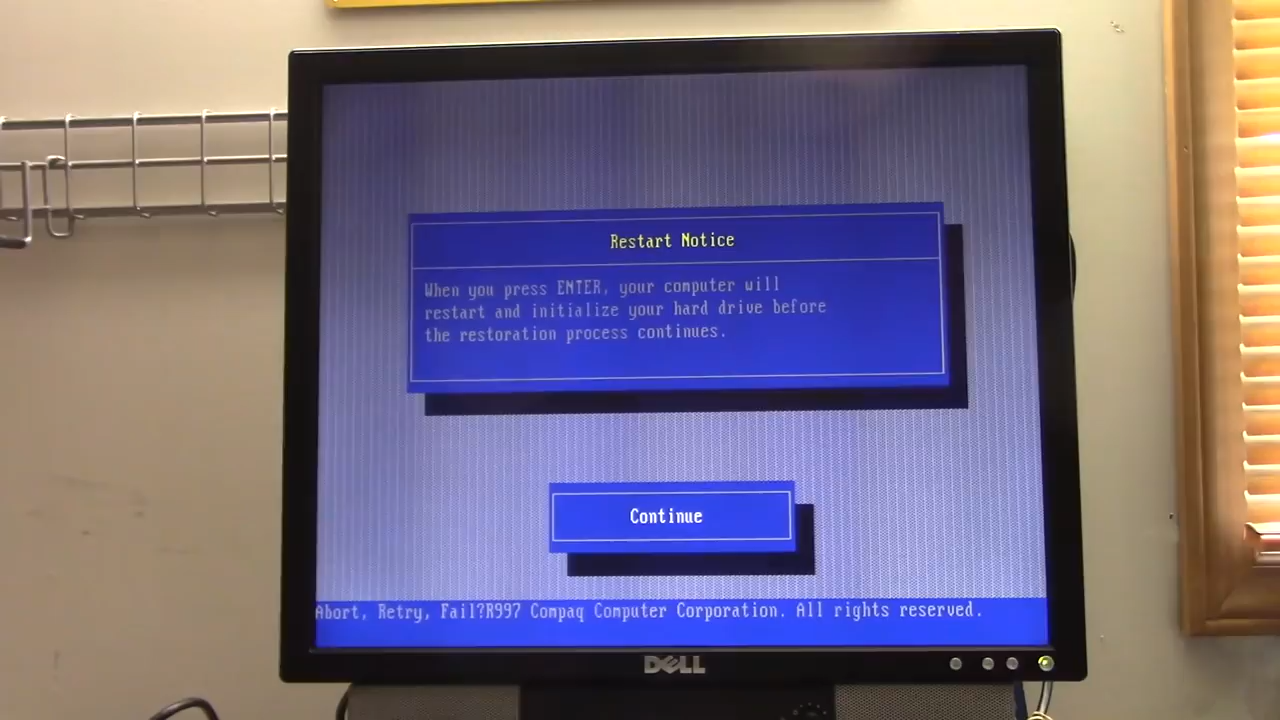 Restart Notice
When you press ENTER, your computer will
restart and initialize your hard drive before
the restoration process continues.
Continue
Abort, Retry, Fail?R997 Compaq Computer Corporation. All rights reserved.
DELL